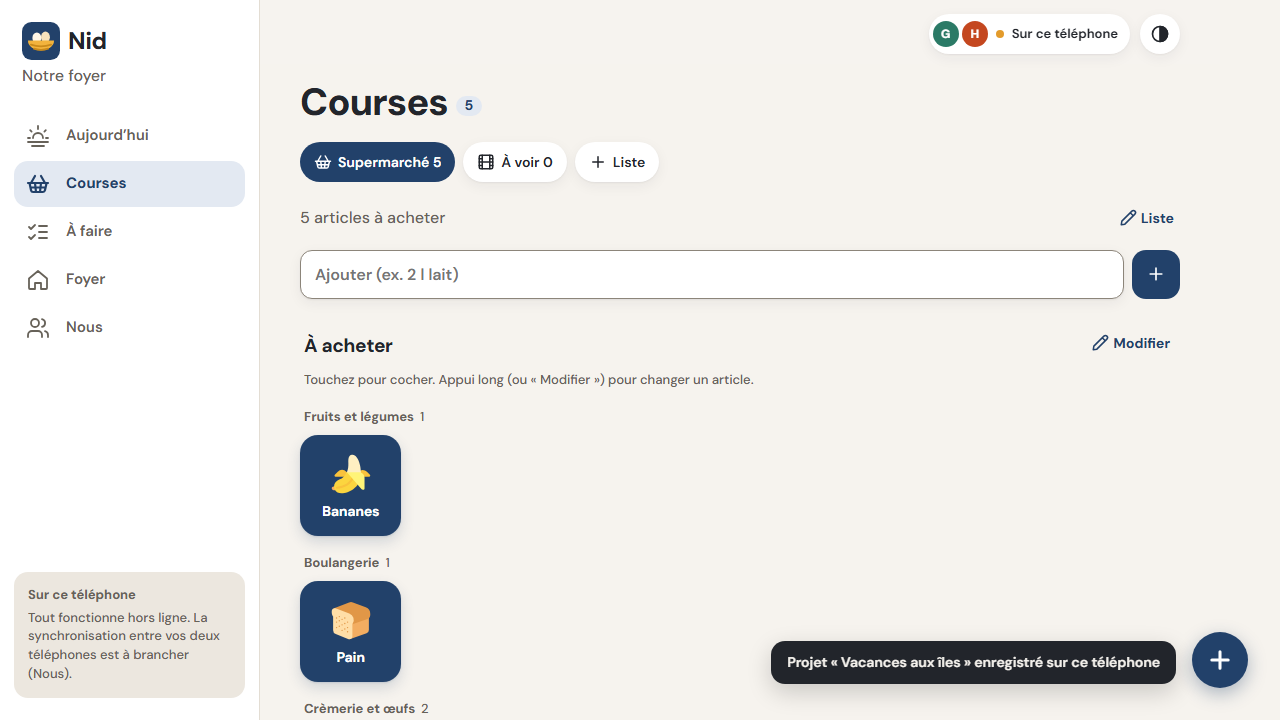 Nid
Notre foyer
Aujourd’hui
Courses
À faire
Foyer
Nous
Sur ce téléphone
Tout fonctionne hors ligne. La
synchronisation entre vos deux
téléphones est à brancher
(Nous).
G H Sur ce téléphone
Courses 5
Supermarché 5 À voir 0 Liste
5 articles à acheter Liste
Ajouter (ex. 2 l lait)
À acheter Modifier
Touchez pour cocher. Appui long (ou « Modifier ») pour changer un article.
Fruits et légumes 1
Bananes
Boulangerie 1
Pain
Crèmerie et œufs 2
Projet « Vacances aux îles » enregistré sur ce téléphone